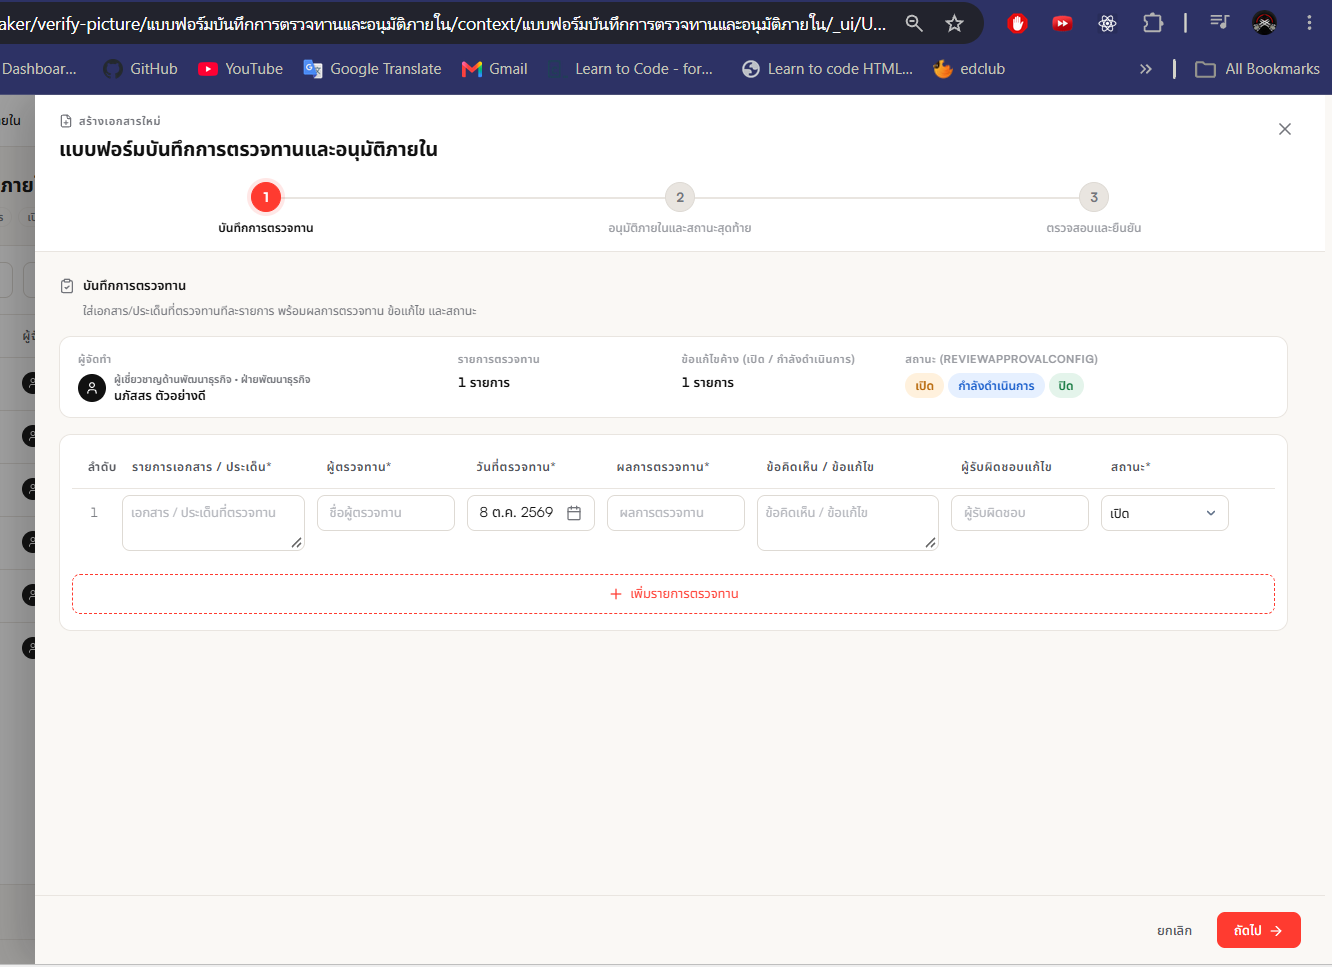 aker/verify-picture/แบบฟอร์มบันทึกการตรวจทานและอนุมัติภายใน/context/แบบฟอร์มบันทึกการตรวจทานและอนุมัติภายใน/_ui/U...
Dashboar...
GitHub
YouTube
Google Translate
Gmail
Learn to Code - for...
Learn to code HTML...
edclub
All Bookmarks
สร้างเอกสารใหม่
แบบฟอร์มบันทึกการตรวจทานและอนุมัติภายใน
1
2
3
บันทึกการตรวจทาน
อนุมัติภายในและสถานะสุดท้าย
ตรวจสอบและยืนยัน
บันทึกการตรวจทาน
ใส่เอกสาร/ประเด็นที่ตรวจทานทีละรายการ พร้อมผลการตรวจทาน ข้อแก้ไข และสถานะ
ผู้จัดทำ
ผู้เชี่ยวชาญด้านพัฒนาธุรกิจ • ฝ่ายพัฒนาธุรกิจ
นภัสสร ตัวอย่างดี
รายการตรวจทาน
1 รายการ
ข้อแก้ไขค้าง (เปิด / กำลังดำเนินการ)
1 รายการ
สถานะ (REVIEWAPPROVALCONFIG)
เปิด กำลังดำเนินการ ปิด
ลำดับ รายการเอกสาร / ประเด็น* ผู้ตรวจทาน* วันที่ตรวจทาน* ผลการตรวจทาน* ข้อคิดเห็น / ข้อแก้ไข ผู้รับผิดชอบแก้ไข สถานะ*
1 เอกสาร / ประเด็นที่ตรวจทาน ชื่อผู้ตรวจทาน 8 ต.ค. 2569 ผลการตรวจทาน ข้อคิดเห็น / ข้อแก้ไข ผู้รับผิดชอบ เปิด
เพิ่มรายการตรวจทาน
ยกเลิก
ถัดไป